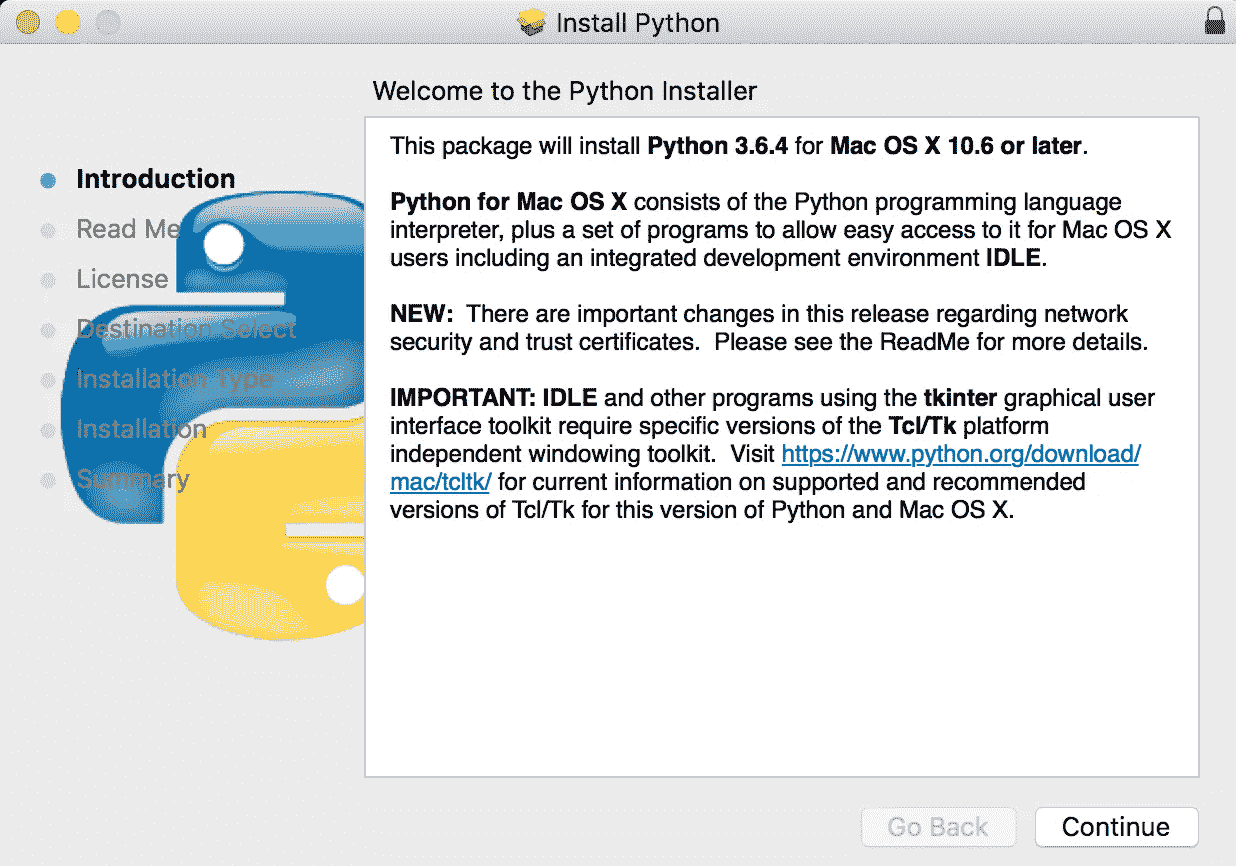 Install Python
Welcome to the Python Installer
Introduction
Read Me
License
Destination Select
Installation Type
Installation
Summary
This package will install Python 3.6.4 for Mac OS X 10.6 or later.
Python for Mac OS X consists of the Python programming language
interpreter, plus a set of programs to allow easy access to it for Mac OS X
users including an integrated development environment IDLE.
NEW:  There are important changes in this release regarding network
security and trust certificates.  Please see the ReadMe for more details.
IMPORTANT: IDLE and other programs using the tkinter graphical user
interface toolkit require specific versions of the Tcl/Tk platform
independent windowing toolkit.  Visit https://www.python.org/download/
mac/tcltk/ for current information on supported and recommended
versions of Tcl/Tk for this version of Python and Mac OS X.
Go Back
Continue